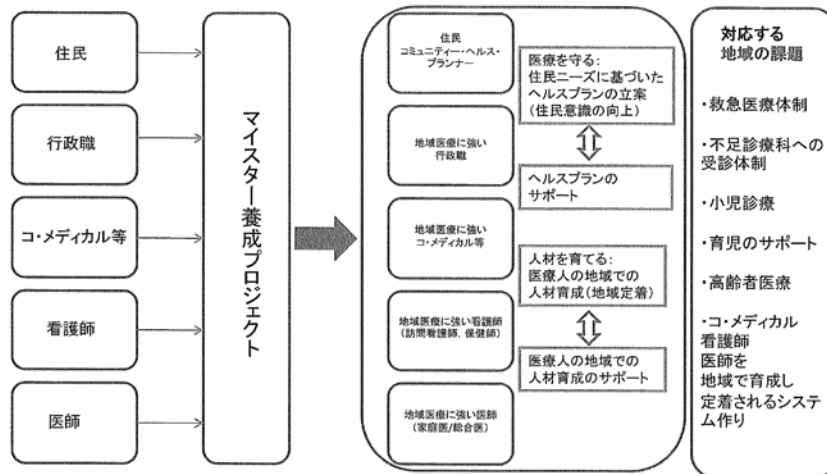 住民
行政職
コ・メディカル等
看護師
医師
マイスター養成プロジェクト
住民
コミュニティー・ヘルス・
プランナー
地域医療に強い
行政職
地域医療に強い
コ・メディカル等
地域医療に強い看護師
(訪問看護師, 保健師)
地域医療に強い医師
(家庭医/総合医)
医療を守る:
住民ニーズに基づいた
ヘルスプランの立案
(住民意識の向上)
ヘルスプランの
サポート
人材を育てる:
医療人の地域での
人材育成(地域定着)
医療人の地域での
人材育成のサポート
対応する
地域の課題
・救急医療体制
・不足診療科への
受診体制
・小児診療
・育児のサポート
・高齢者医療
・コ・メディカル
看護師
医師を
地域で育成し
定着されるシステ
ム作り